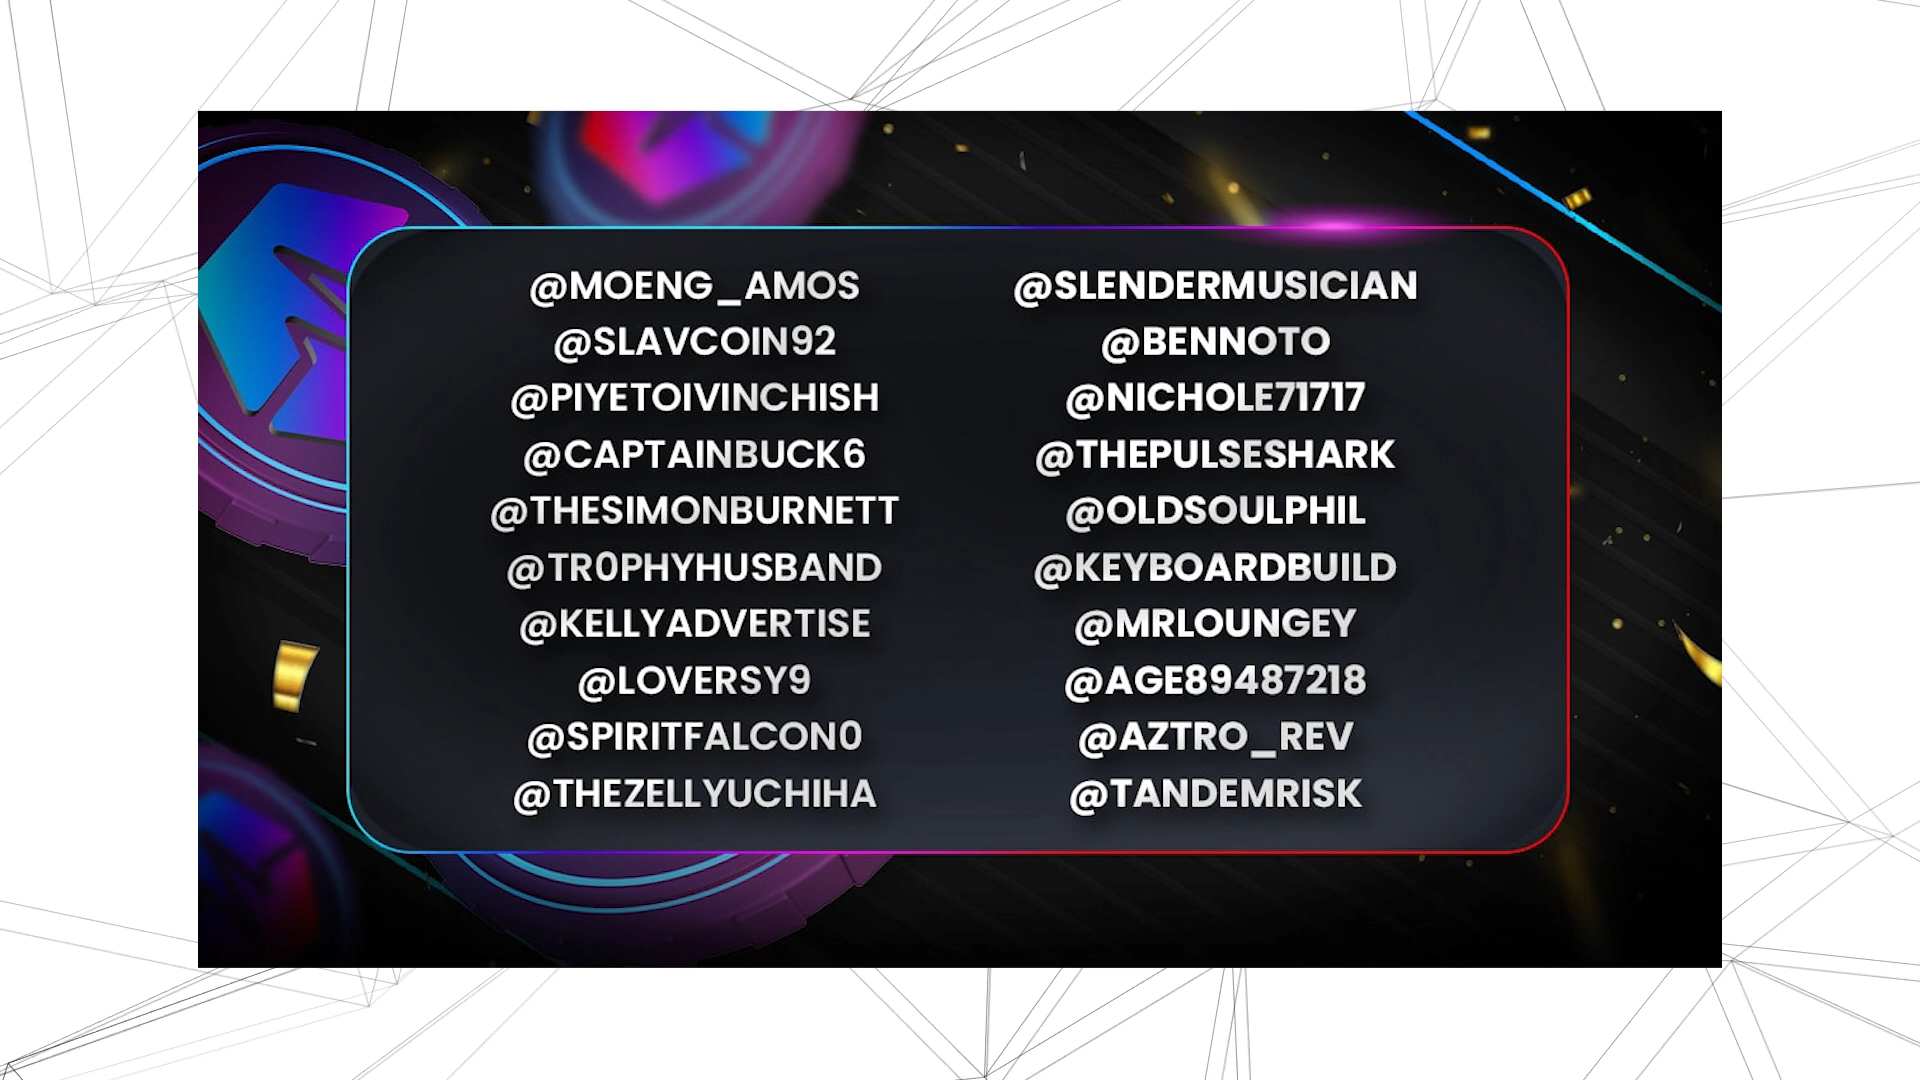 @MOENG_AMOS
@SLAVCOIN92
@PIYETOIVINCHISH
@CAPTAINBUCK6
@THESIMONBURNETT
@TR0PHYHUSBAND
@KELLYADVERTISE
@LOVERSY9
@SPIRITFALCON0
@THEZELLYUCHIHA
@SLENDERMUSICIAN
@BENNOTO
@NICHOLE71717
@THEPULSESHARK
@OLDSOULPHIL
@KEYBOARDBUILD
@MRLOUNGEY
@AGE89487218
@AZTRO_REV
@TANDEMRISK